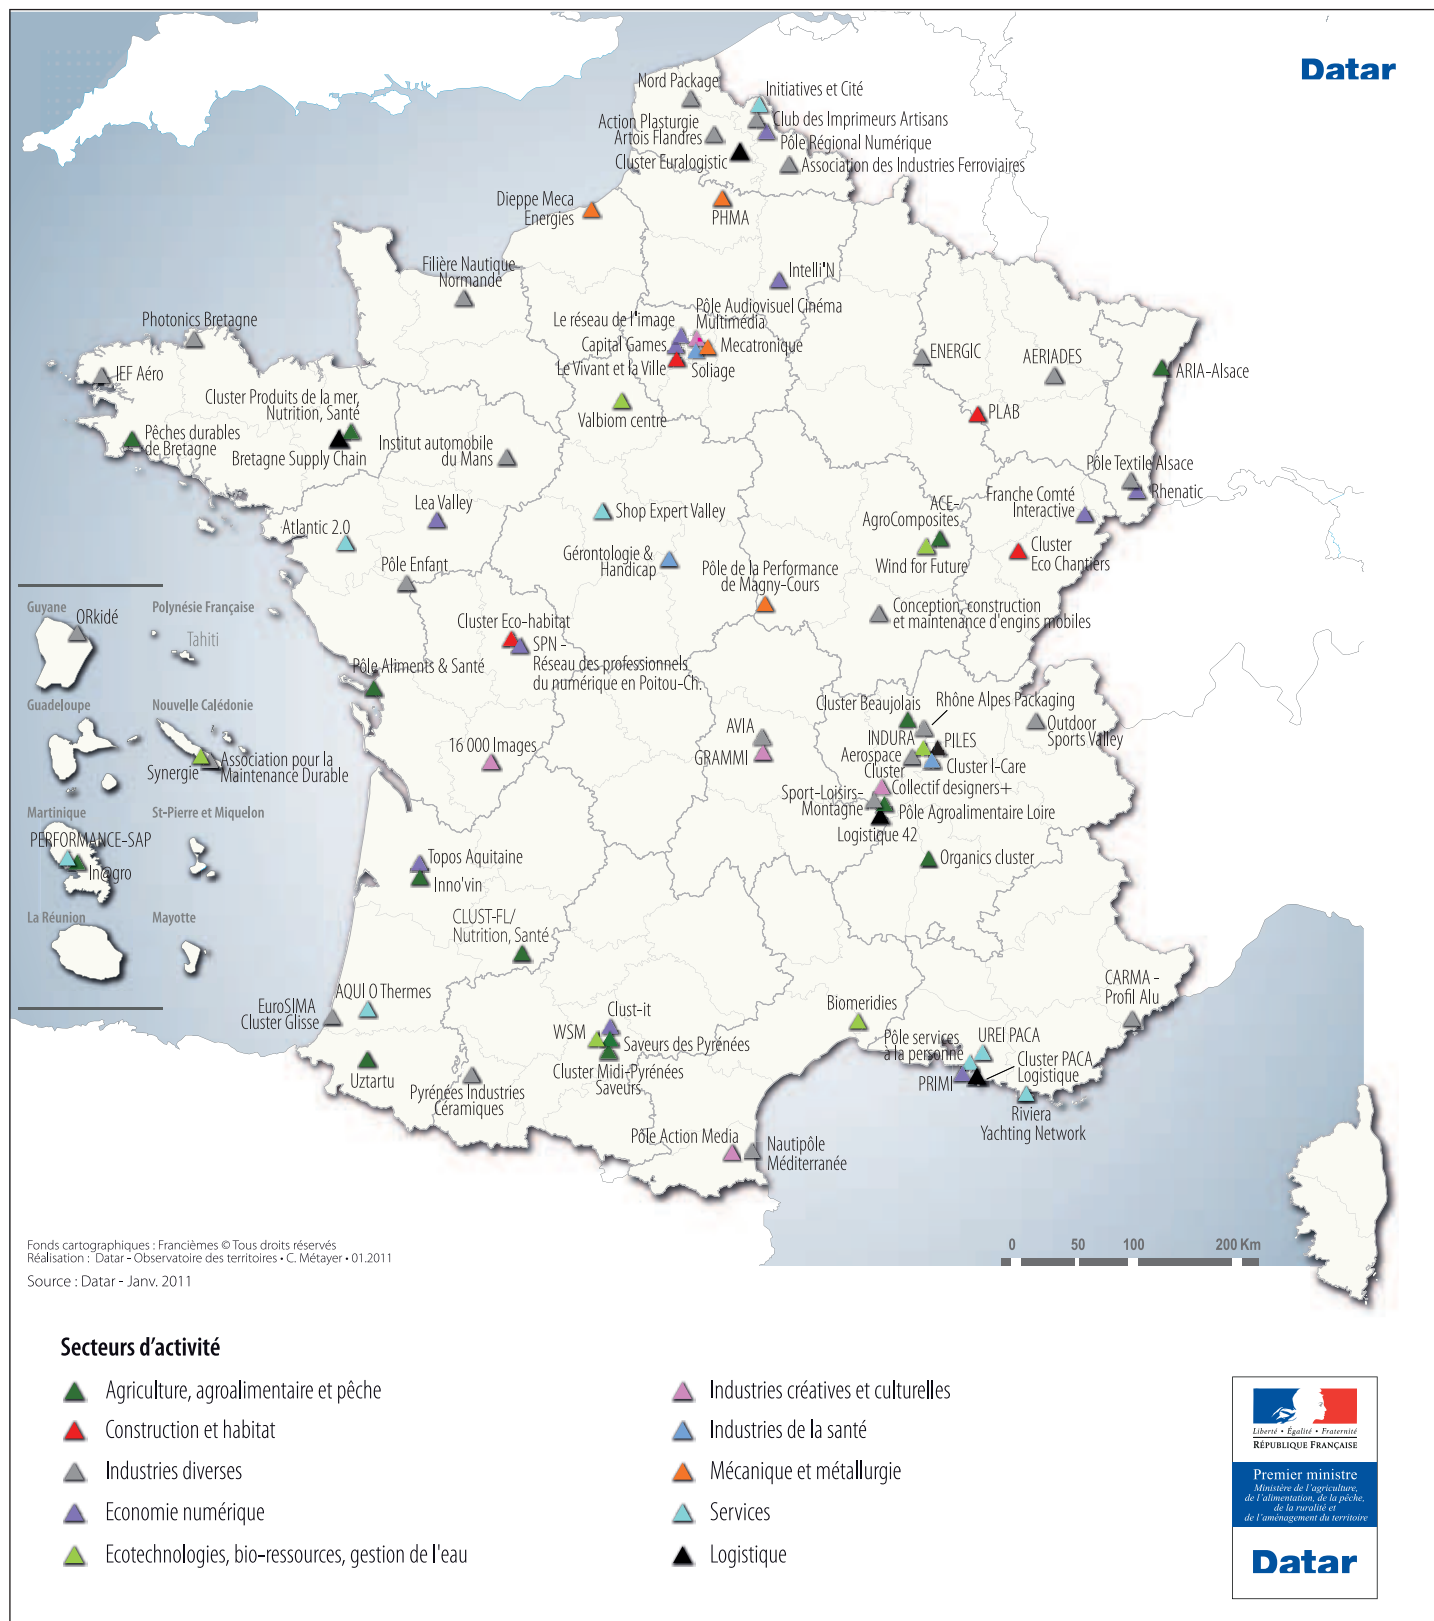 Datar
Nord Package
Initiatives et Cité
Club des Imprimeurs Artisans
Action Plasturgie
Artois Flandres
Pôle Régional Numérique
Cluster Euralogistic
Association des Industries Ferroviaires
Dieppe Meca
Energies
PHMA
Filière Nautique
Normande
Intelli'N
Photonics Bretagne
Le réseau de l'image
Pôle Audiovisuel Cinéma
Multimédia
Capital Games
Mecatronique
Le Vivant et la Ville
Soliage
ENERGIC
AERIADES
ARIA-Alsace
IEF Aéro
Cluster Produits de la mer,
Nutrition, Santé
Valbiom centre
PLAB
Pêches durables
de Bretagne
Bretagne Supply Chain
Institut automobile
du Mans
Pôle Textile Alsace
Rhenatic
Lea Valley
Shop Expert Valley
ACE-
AgroComposites
Franche Comté
Interactive
Atlantic 2.0
Gérontologie &
Handicap
Wind for Future
Cluster
Eco Chantiers
Pôle Enfant
Pôle de la Performance
de Magny-Cours
Conception, construction
et maintenance d'engins mobiles
Guyane
ORkidé
Polynésie Française
Tahiti
Cluster Eco-habitat
SPN -
Réseau des professionnels
du numérique en Poitou-Ch.
Pôle Aliments & Santé
Guadeloupe
Nouvelle Calédonie
Synergie
Association pour la
Maintenance Durable
16 000 Images
AVIA
GRAMMI
Cluster Beaujolais
Rhône Alpes Packaging
Outdoor
Sports Valley
INDURA
PILES
Aerospace
Cluster
Cluster I-Care
Collectif designers+
Sport-Loisirs-
Montagne
Pôle Agroalimentaire Loire
Logistique 42
Organics cluster
Martinique
PERFORMANCE-SAP
In@gro
St-Pierre et Miquelon
La Réunion
Mayotte
Topos Aquitaine
Inno'vin
CLUST-FL/
Nutrition, Santé
AQUI O Thermes
EuroSIMA
Cluster Glisse
Uztartu
Pyrénées Industries
Céramiques
Clust-it
WSM
Saveurs des Pyrénées
Cluster Midi-Pyrénées
Saveurs
Biomeridies
CARMA -
Profil Alu
Pôle services
à la personne
UREI PACA
PRIMI
Cluster PACA
Logistique
Riviera
Yachting Network
Pôle Action Media
Nautipôle
Méditerranée
0 50 100 200 Km
Fonds cartographiques : Francièmes © Tous droits réservés
Réalisation : Datar - Observatoire des territoires • C. Métayer • 01.2011
Source : Datar - Janv. 2011
Secteurs d'activité
Agriculture, agroalimentaire et pêche
Construction et habitat
Industries diverses
Economie numérique
Ecotechnologies, bio-ressources, gestion de l'eau
Industries créatives et culturelles
Industries de la santé
Mécanique et métallurgie
Services
Logistique
Liberté • Égalité • Fraternité
RÉPUBLIQUE FRANÇAISE
Premier ministre
Ministère de l'agriculture,
de l'alimentation, de la pêche,
de la ruralité et
de l'aménagement du territoire
Datar